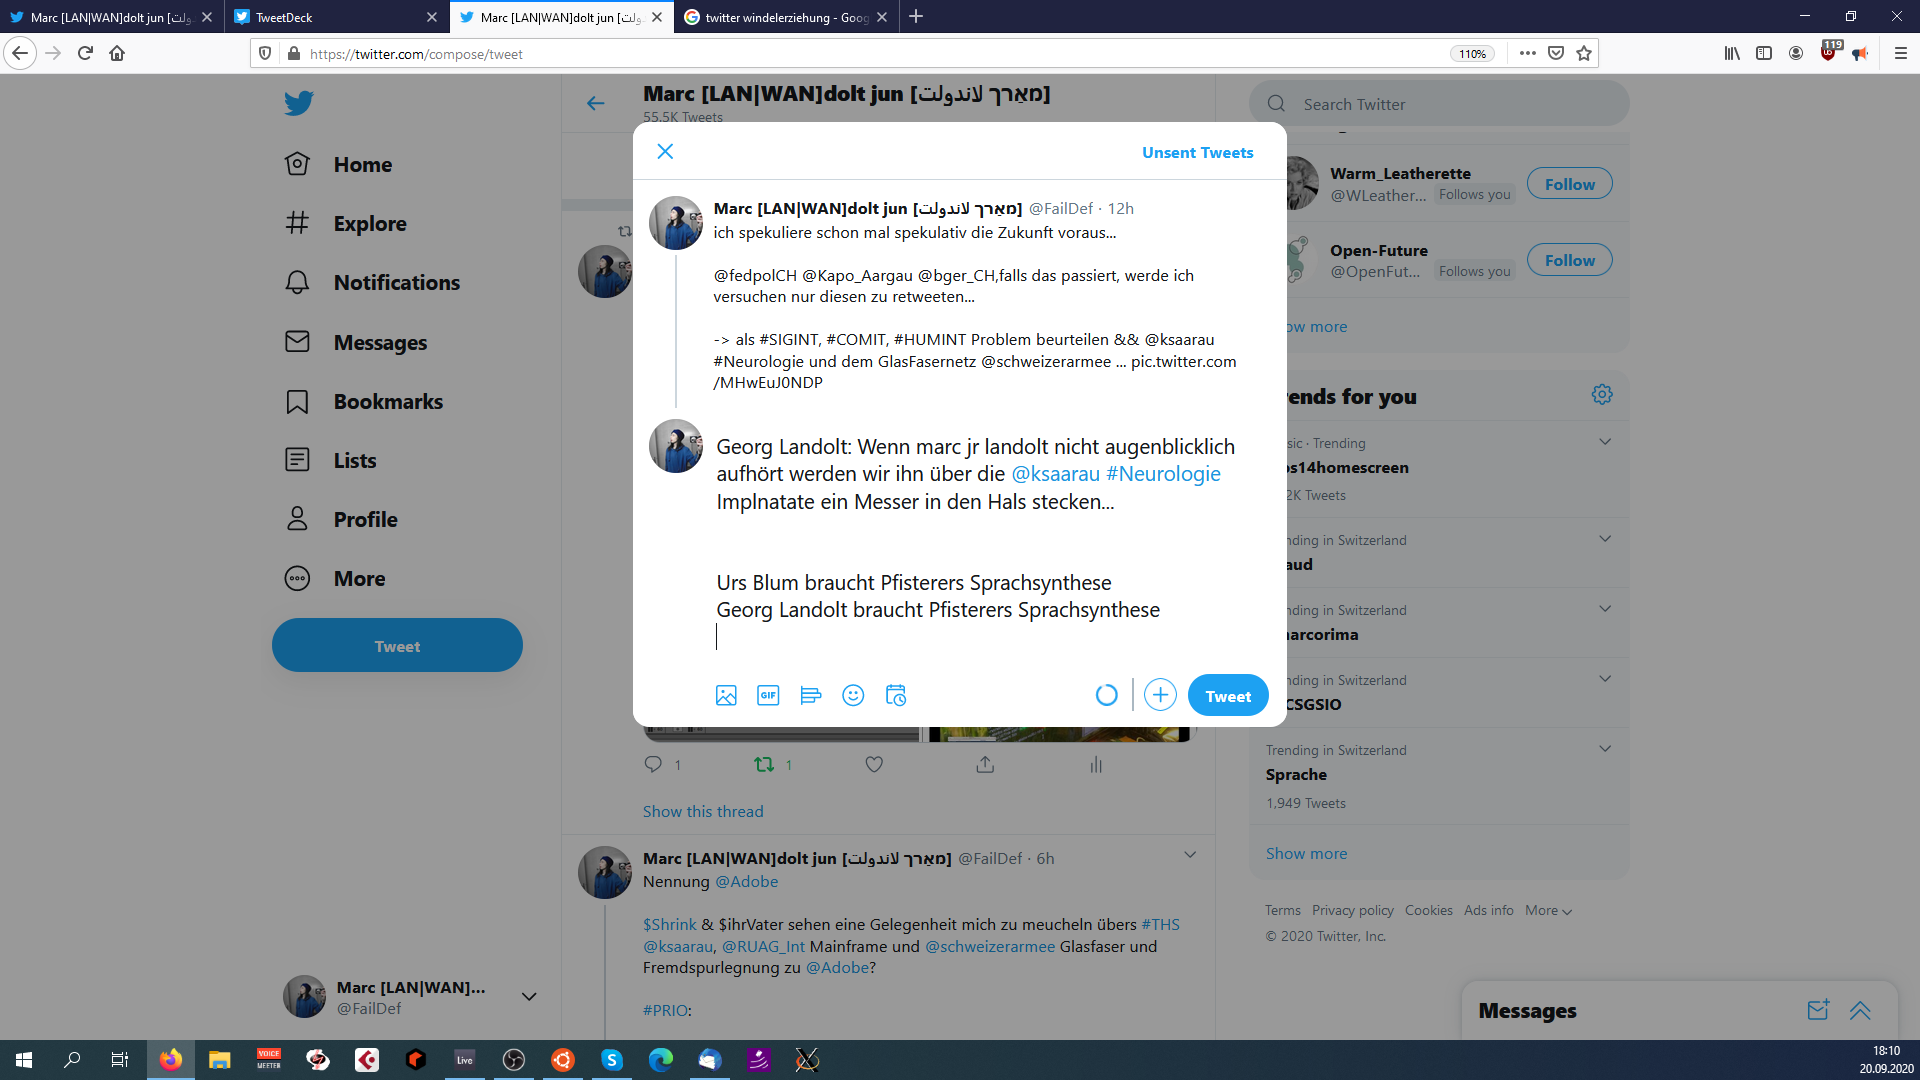 Marc [LAN|WAN]dolt jun [
TweetDeck
Marc [LAN|WAN]dolt jun [
twitter windelerziehung - Goog
https://twitter.com/compose/tweet
110%
119
Home
Explore
Notifications
Messages
Bookmarks
Lists
Profile
More
Tweet
Marc [LAN|WAN]...
@FailDef
Marc [LAN|WAN]dolt jun [מאַרך لاندولت]
55.5K Tweets
Unsent Tweets
Marc [LAN|WAN]dolt jun [מאַרך لاندولت] @FailDef · 12h
ich spekuliere schon mal spekulativ die Zukunft voraus...
@fedpolCH @Kapo_Aargau @bger_CH,falls das passiert, werde ich
versuchen nur diesen zu retweeten...
-> als #SIGINT, #COMIT, #HUMINT Problem beurteilen && @ksaarau
#Neurologie und dem GlasFasernetz @schweizerarmee ... pic.twitter.com
/MHwEuJ0NDP
Georg Landolt: Wenn marc jr landolt nicht augenblicklich
aufhört werden wir ihn über die @ksaarau #Neurologie
Implnatate ein Messer in den Hals stecken...
Urs Blum braucht Pfisterers Sprachsynthese
Georg Landolt braucht Pfisterers Sprachsynthese
GIF
Tweet
1
1
Show this thread
Marc [LAN|WAN]dolt jun [מאַרך لاندولت] @FailDef · 6h
Nennung @Adobe
$Shrink & $ihrVater sehen eine Gelegenheit mich zu meucheln übers #THS
@ksaarau, @RUAG_Int Mainframe und @schweizerarmee Glasfaser und
Fremdspurlegnung zu @Adobe?
#PRIO:
Search Twitter
Warm_Leatherette
@WLeather... Follows you
Follow
Open-Future
@OpenFut... Follows you
Follow
ow more
ends for you
sic · Trending
os14homescreen
2K Tweets
nding in Switzerland
aud
nding in Switzerland
arcorima
nding in Switzerland
CSGSIO
Trending in Switzerland
Sprache
1,949 Tweets
Show more
Terms Privacy policy Cookies Ads info More
© 2020 Twitter, Inc.
Messages
VOICE
MEETER
Live
18:10
20.09.2020